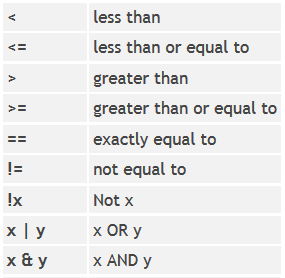 < less than
<= less than or equal to
> greater than
>= greater than or equal to
== exactly equal to
!= not equal to
!x Not x
x | y x OR y
x & y x AND y